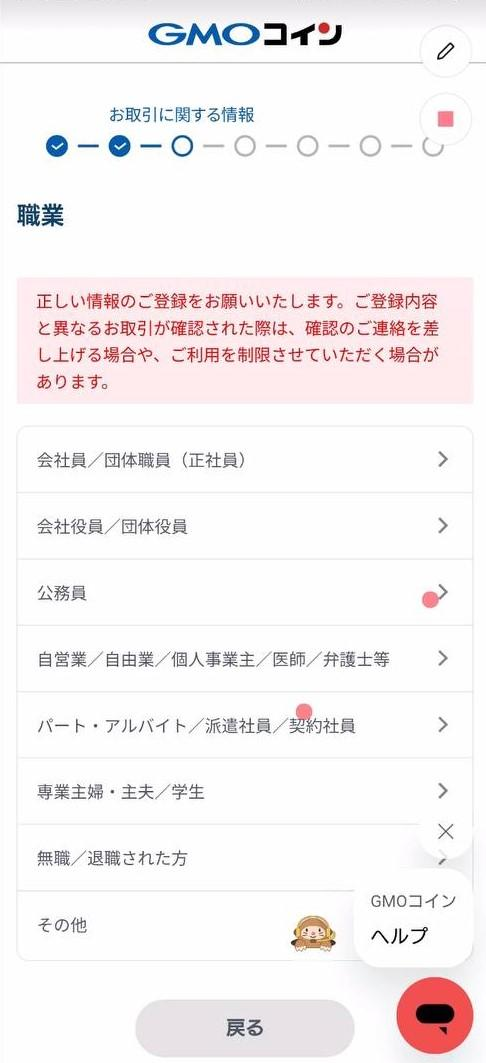 GMOコイン
お取引に関する情報
職業
正しい情報のご登録をお願いいたします。ご登録内容
と異なるお取引が確認された際は、確認のご連絡を差
し上げる場合や、ご利用を制限させていただく場合が
あります。
会社員／団体職員（正社員）
会社役員／団体役員
公務員
自営業／自由業／個人事業主／医師／弁護士等
パート・アルバイト／派遣社員／契約社員
専業主婦・主夫／学生
無職／退職された方
その他
GMOコイン
ヘルプ
戻る